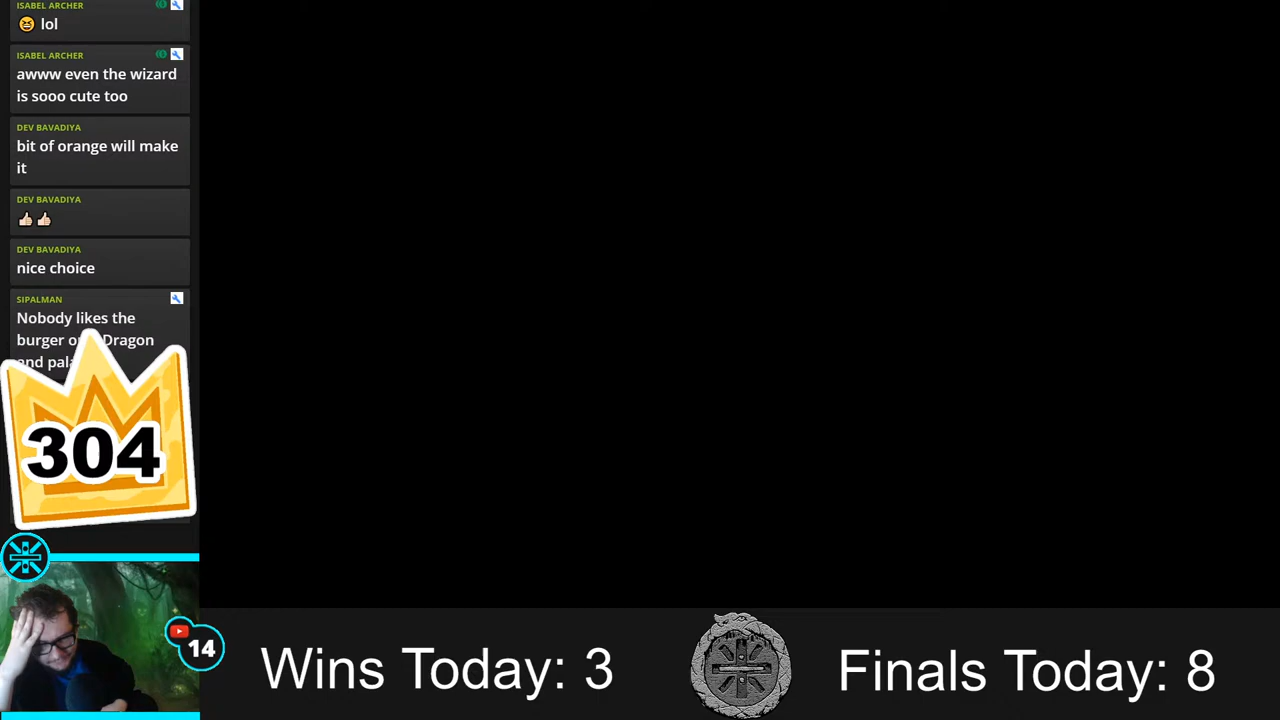 ISABEL ARCHER
lol
ISABEL ARCHER
awww even the wizard
is sooo cute too
DEV BAVADIYA
bit of orange will make
it
DEV BAVADIYA
DEV BAVADIYA
nice choice
SIPALMAN
Nobody likes the
burger Dragon
and
304
14
Wins Today: 3
Finals Today: 8